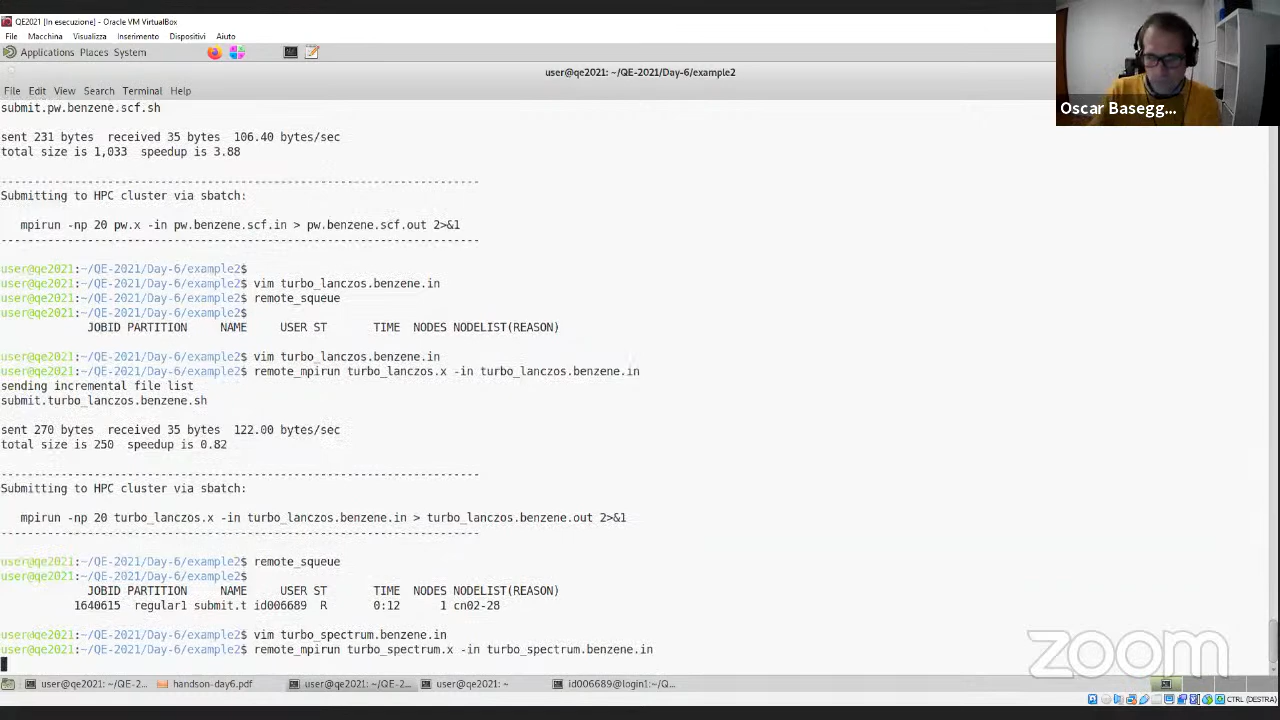 QE2021 [In esecuzione] - Oracle VM VirtualBox
File Macchina Visualizza Inserimento Dispositivi Aiuto
Applications Places System
user@qe2021: ~/QE-2021/Day-6/example2
File Edit View Search Terminal Help
Oscar Basegg...
submit.pw.benzene.scf.sh
sent 231 bytes received 35 bytes 106.40 bytes/sec
total size is 1,033 speedup is 3.88
------------------------------------------------------------------------
Submitting to HPC cluster via sbatch:
mpirun -np 20 pw.x -in pw.benzene.scf.in > pw.benzene.scf.out 2>&1
------------------------------------------------------------------------
user@qe2021:~/QE-2021/Day-6/example2$
user@qe2021:~/QE-2021/Day-6/example2$ vim turbo_lanczos.benzene.in
user@qe2021:~/QE-2021/Day-6/example2$ remote_squeue
user@qe2021:~/QE-2021/Day-6/example2$
JOBID PARTITION NAME USER ST TIME NODES NODELIST(REASON)
user@qe2021:~/QE-2021/Day-6/example2$ vim turbo_lanczos.benzene.in
user@qe2021:~/QE-2021/Day-6/example2$ remote_mpirun turbo_lanczos.x -in turbo_lanczos.benzene.in
sending incremental file list
submit.turbo_lanczos.benzene.sh
sent 270 bytes received 35 bytes 122.00 bytes/sec
total size is 250 speedup is 0.82
------------------------------------------------------------------------
Submitting to HPC cluster via sbatch:
mpirun -np 20 turbo_lanczos.x -in turbo_lanczos.benzene.in > turbo_lanczos.benzene.out 2>&1
------------------------------------------------------------------------
user@qe2021:~/QE-2021/Day-6/example2$ remote_squeue
user@qe2021:~/QE-2021/Day-6/example2$
JOBID PARTITION NAME USER ST TIME NODES NODELIST(REASON)
1640615 regular1 submit.t id006689 R 0:12 1 cn02-28
user@qe2021:~/QE-2021/Day-6/example2$ vim turbo_spectrum.benzene.in
user@qe2021:~/QE-2021/Day-6/example2$ remote_mpirun turbo_spectrum.x -in turbo_spectrum.benzene.in
zoom
user@qe2021: ~/QE-2... handson-day6.pdf user@qe2021: ~/QE-2... user@qe2021: ~ id006689@login1:~/Q...
CTRL (DESTRA)